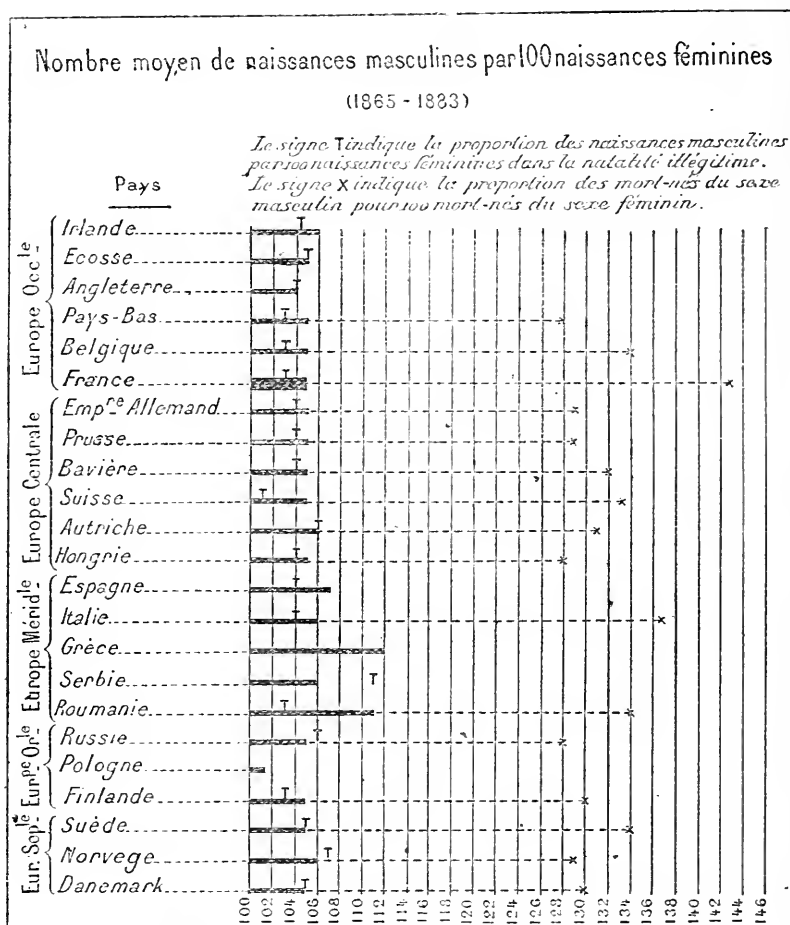 Nombre moyen de naissances masculines par 100 naissances féminines
(1865 - 1883)
Le signe T indique la proportion des naissances masculines
par 100 naissances féminines dans la natalité illégitime.
Le signe X indique la proportion des mort-nés du sexe
masculin pour 100 mort-nés du sexe féminin.
Pays
Europe Occ.le
Irlande
Ecosse
Angleterre
Pays-Bas
Belgique
France
Europe Centrale
Emp.re Allemand
Prusse
Bavière
Suisse
Autriche
Hongrie
Europe Mérid.le
Espagne
Italie
Grèce
Serbie
Roumanie
Eur.pe Or.le
Russie
Pologne
Finlande
Eur. Sep.le
Suède
Norvege
Danemark
100 102 104 106 108 110 112 114 116 118 120 122 124 126 128 130 132 134 136 138 140 142 144 146